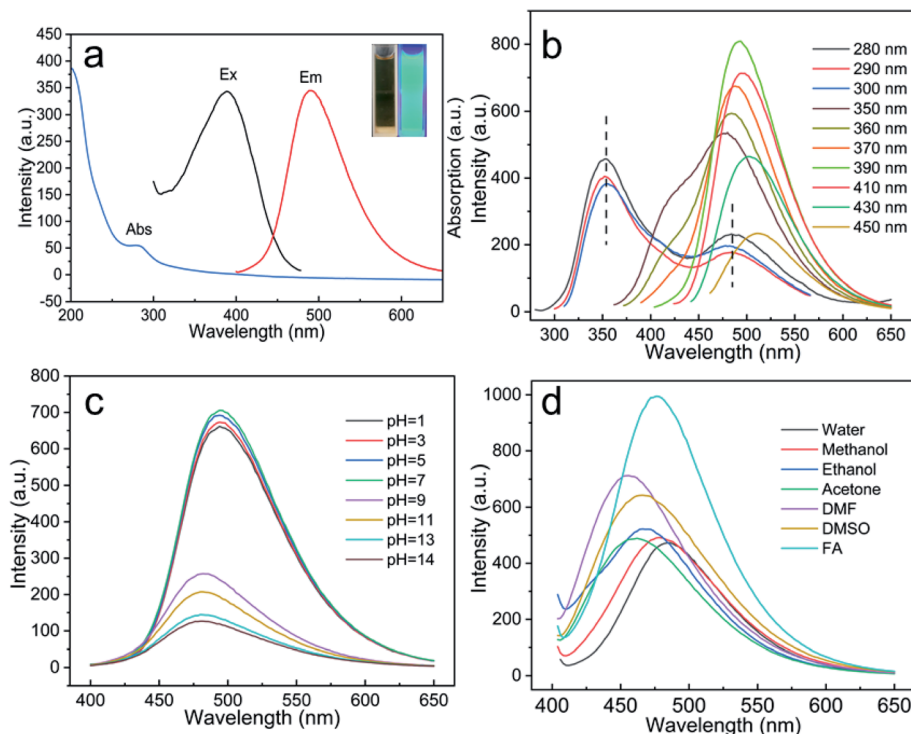 a
Intensity (a.u.)
450
400
350
300
250
200
150
100
50
0
-50
Abs
Ex
Em
Absorption (a.u.)
200
300
400
500
600
Wavelength (nm)
b
Intensity (a.u.)
800
600
400
200
0
280 nm
290 nm
300 nm
350 nm
360 nm
370 nm
390 nm
410 nm
430 nm
450 nm
300
350
400
450
500
550
600
650
Wavelength (nm)
c
Intensity (a.u.)
800
700
600
500
400
300
200
100
0
pH=1
pH=3
pH=5
pH=7
pH=9
pH=11
pH=13
pH=14
400
450
500
550
600
650
Wavelength (nm)
d
Intensity (a.u.)
1000
800
600
400
200
0
Water
Methanol
Ethanol
Acetone
DMF
DMSO
FA
400
450
500
550
600
650
Wavelength (nm)